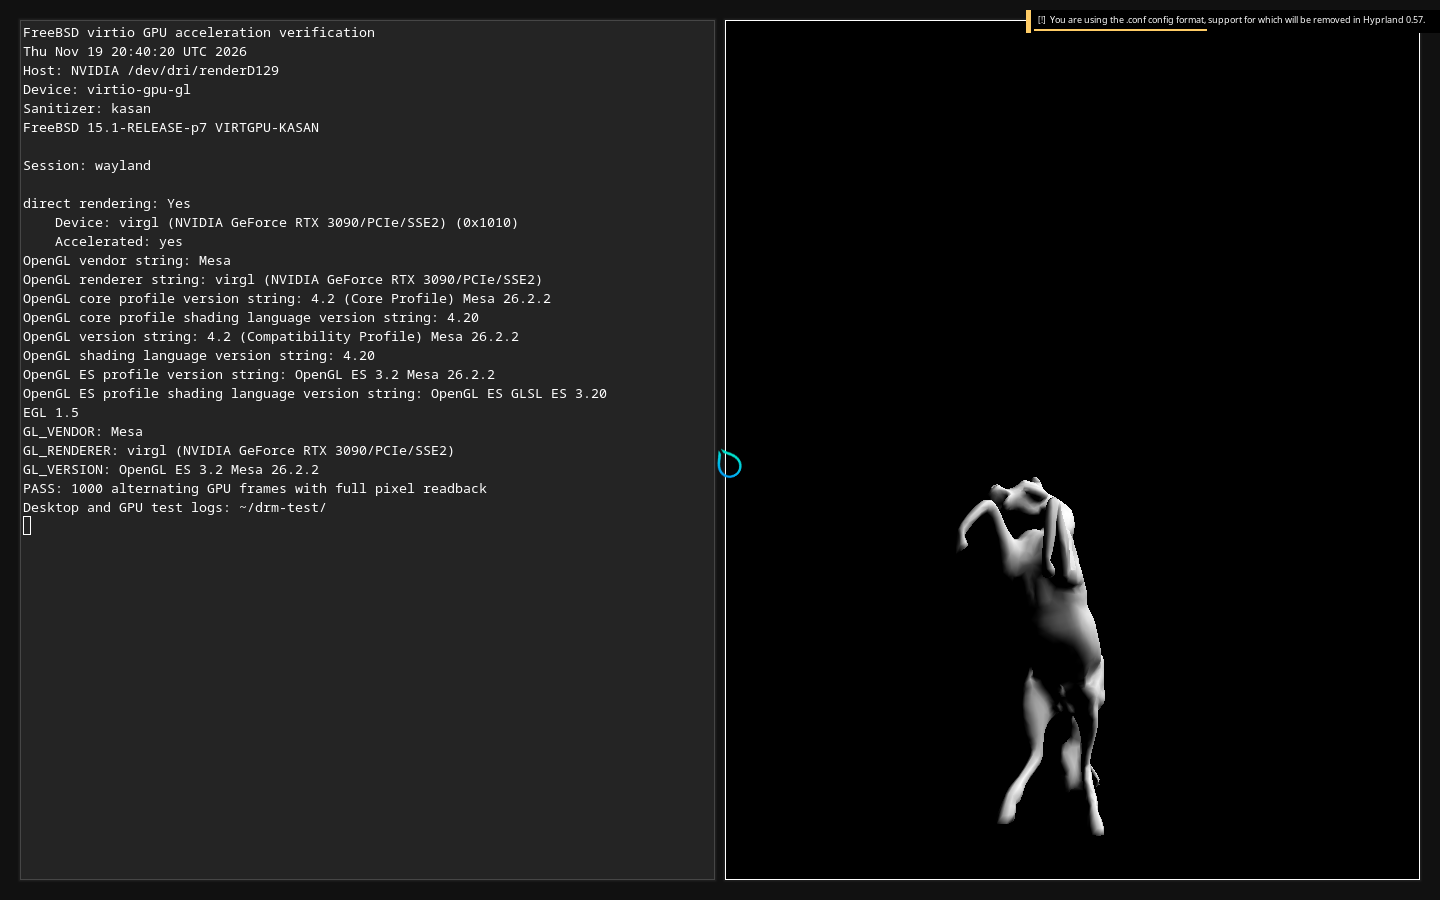 FreeBSD virtio GPU acceleration verification
Thu Nov 19 20:40:20 UTC 2026
Host: NVIDIA /dev/dri/renderD129
Device: virtio-gpu-gl
Sanitizer: kasan
FreeBSD 15.1-RELEASE-p7 VIRTGPU-KASAN
Session: wayland
direct rendering: Yes
    Device: virgl (NVIDIA GeForce RTX 3090/PCIe/SSE2) (0x1010)
    Accelerated: yes
OpenGL vendor string: Mesa
OpenGL renderer string: virgl (NVIDIA GeForce RTX 3090/PCIe/SSE2)
OpenGL core profile version string: 4.2 (Core Profile) Mesa 26.2.2
OpenGL core profile shading language version string: 4.20
OpenGL version string: 4.2 (Compatibility Profile) Mesa 26.2.2
OpenGL shading language version string: 4.20
OpenGL ES profile version string: OpenGL ES 3.2 Mesa 26.2.2
OpenGL ES profile shading language version string: OpenGL ES GLSL ES 3.20
EGL 1.5
GL_VENDOR: Mesa
GL_RENDERER: virgl (NVIDIA GeForce RTX 3090/PCIe/SSE2)
GL_VERSION: OpenGL ES 3.2 Mesa 26.2.2
PASS: 1000 alternating GPU frames with full pixel readback
Desktop and GPU test logs: ~/drm-test/
[!] You are using the .conf config format, support for which will be removed in Hyprland 0.57.